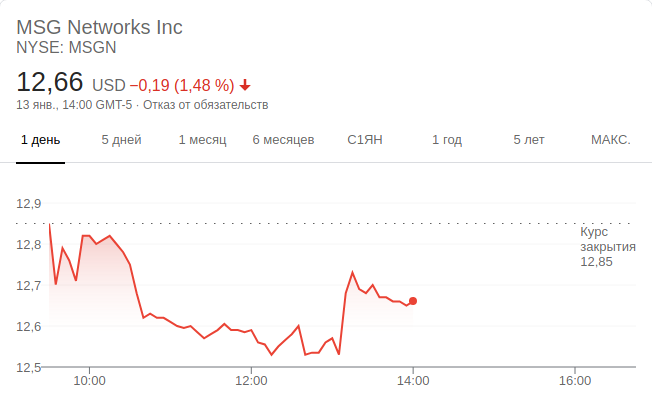 MSG Networks Inc
NYSE: MSGN
12,66 USD −0,19 (1,48 %)
13 янв., 14:00 GMT-5 · Отказ от обязательств
1 день 5 дней 1 месяц 6 месяцев С1ЯН 1 год 5 лет МАКС.
12,9
Курс
12,8
закрытия
12,85
12,7
12,6
12,5
10:00 12:00 14:00 16:00